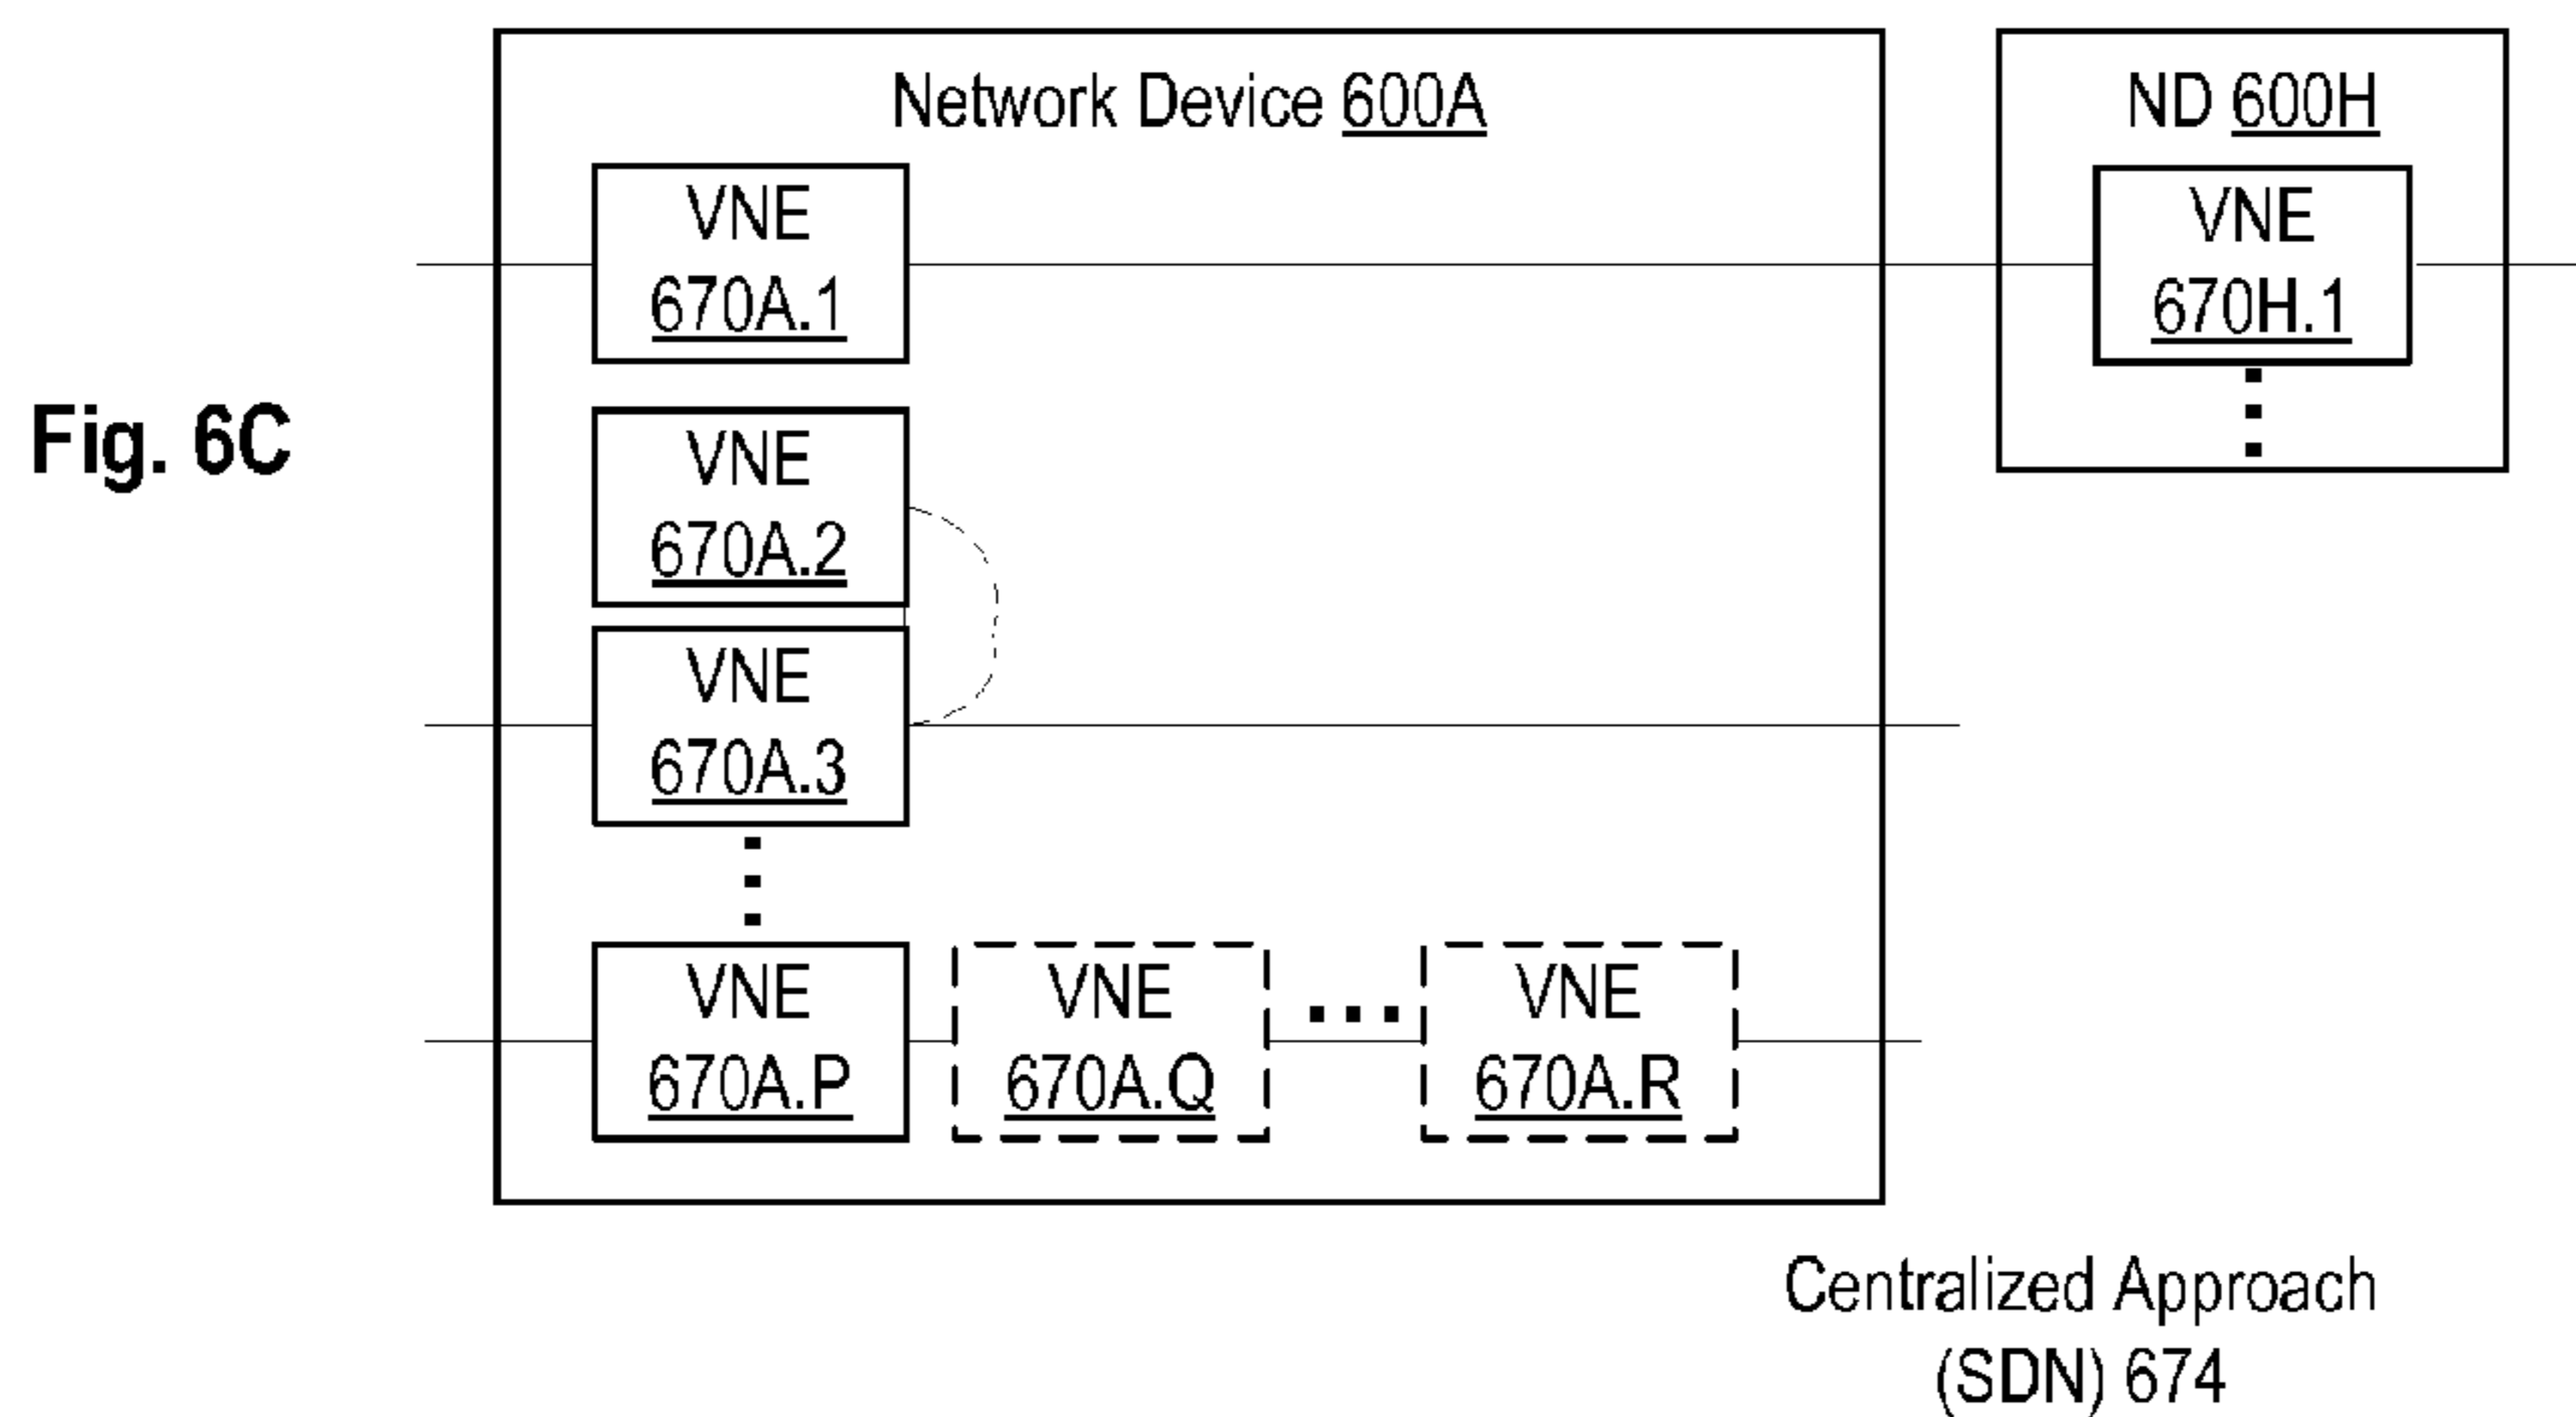 Network Device 600A
ND 600H
VNE
670A.1
VNE
670H.1
Fig. 6C
VNE
670A.2
VNE
670A.3
VNE
670A.P
VNE
670A.Q
VNE
670A.R
Centralized Approach
(SDN) 674